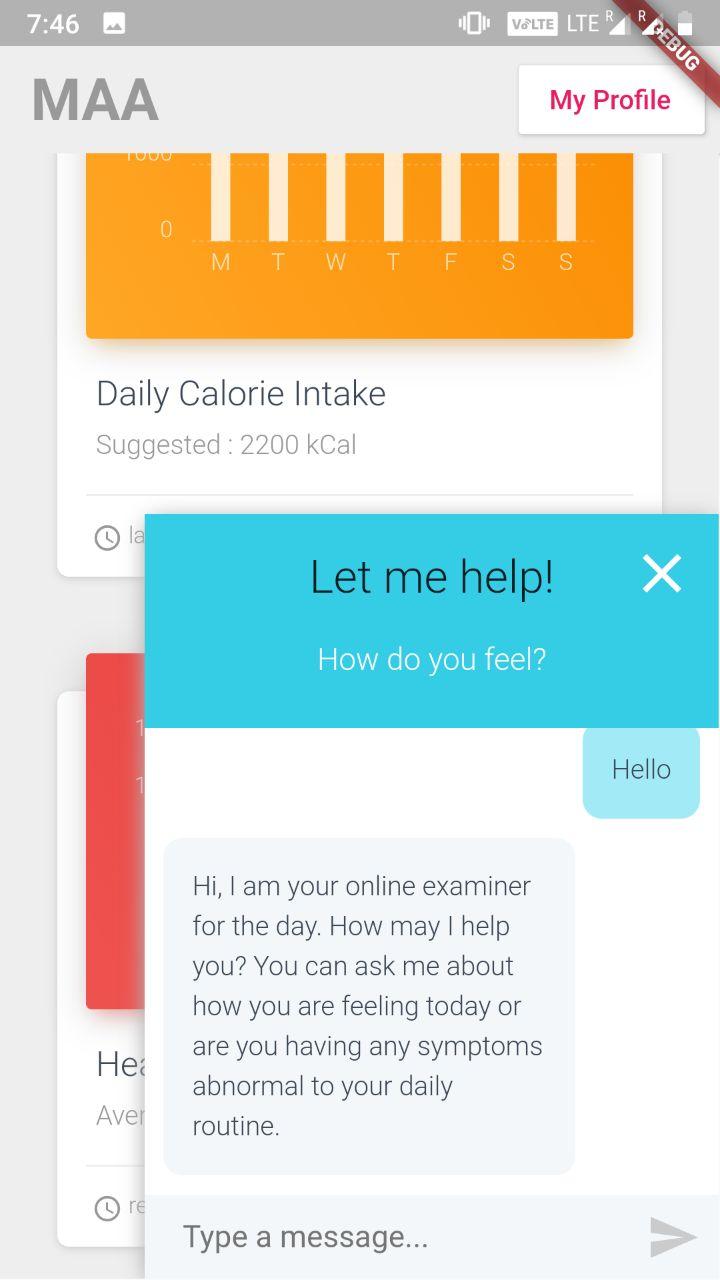 7:46
VoLTE LTE R R
DEBUG
MAA
My Profile
1000
0
M T W T F S S
Daily Calorie Intake
Suggested : 2200 kCal
la
Let me help!
How do you feel?
Hello
1
1
Hi, I am your online examiner
for the day. How may I help
you? You can ask me about
how you are feeling today or
are you having any symptoms
abnormal to your daily
routine.
Hea
Aver
re
Type a message...